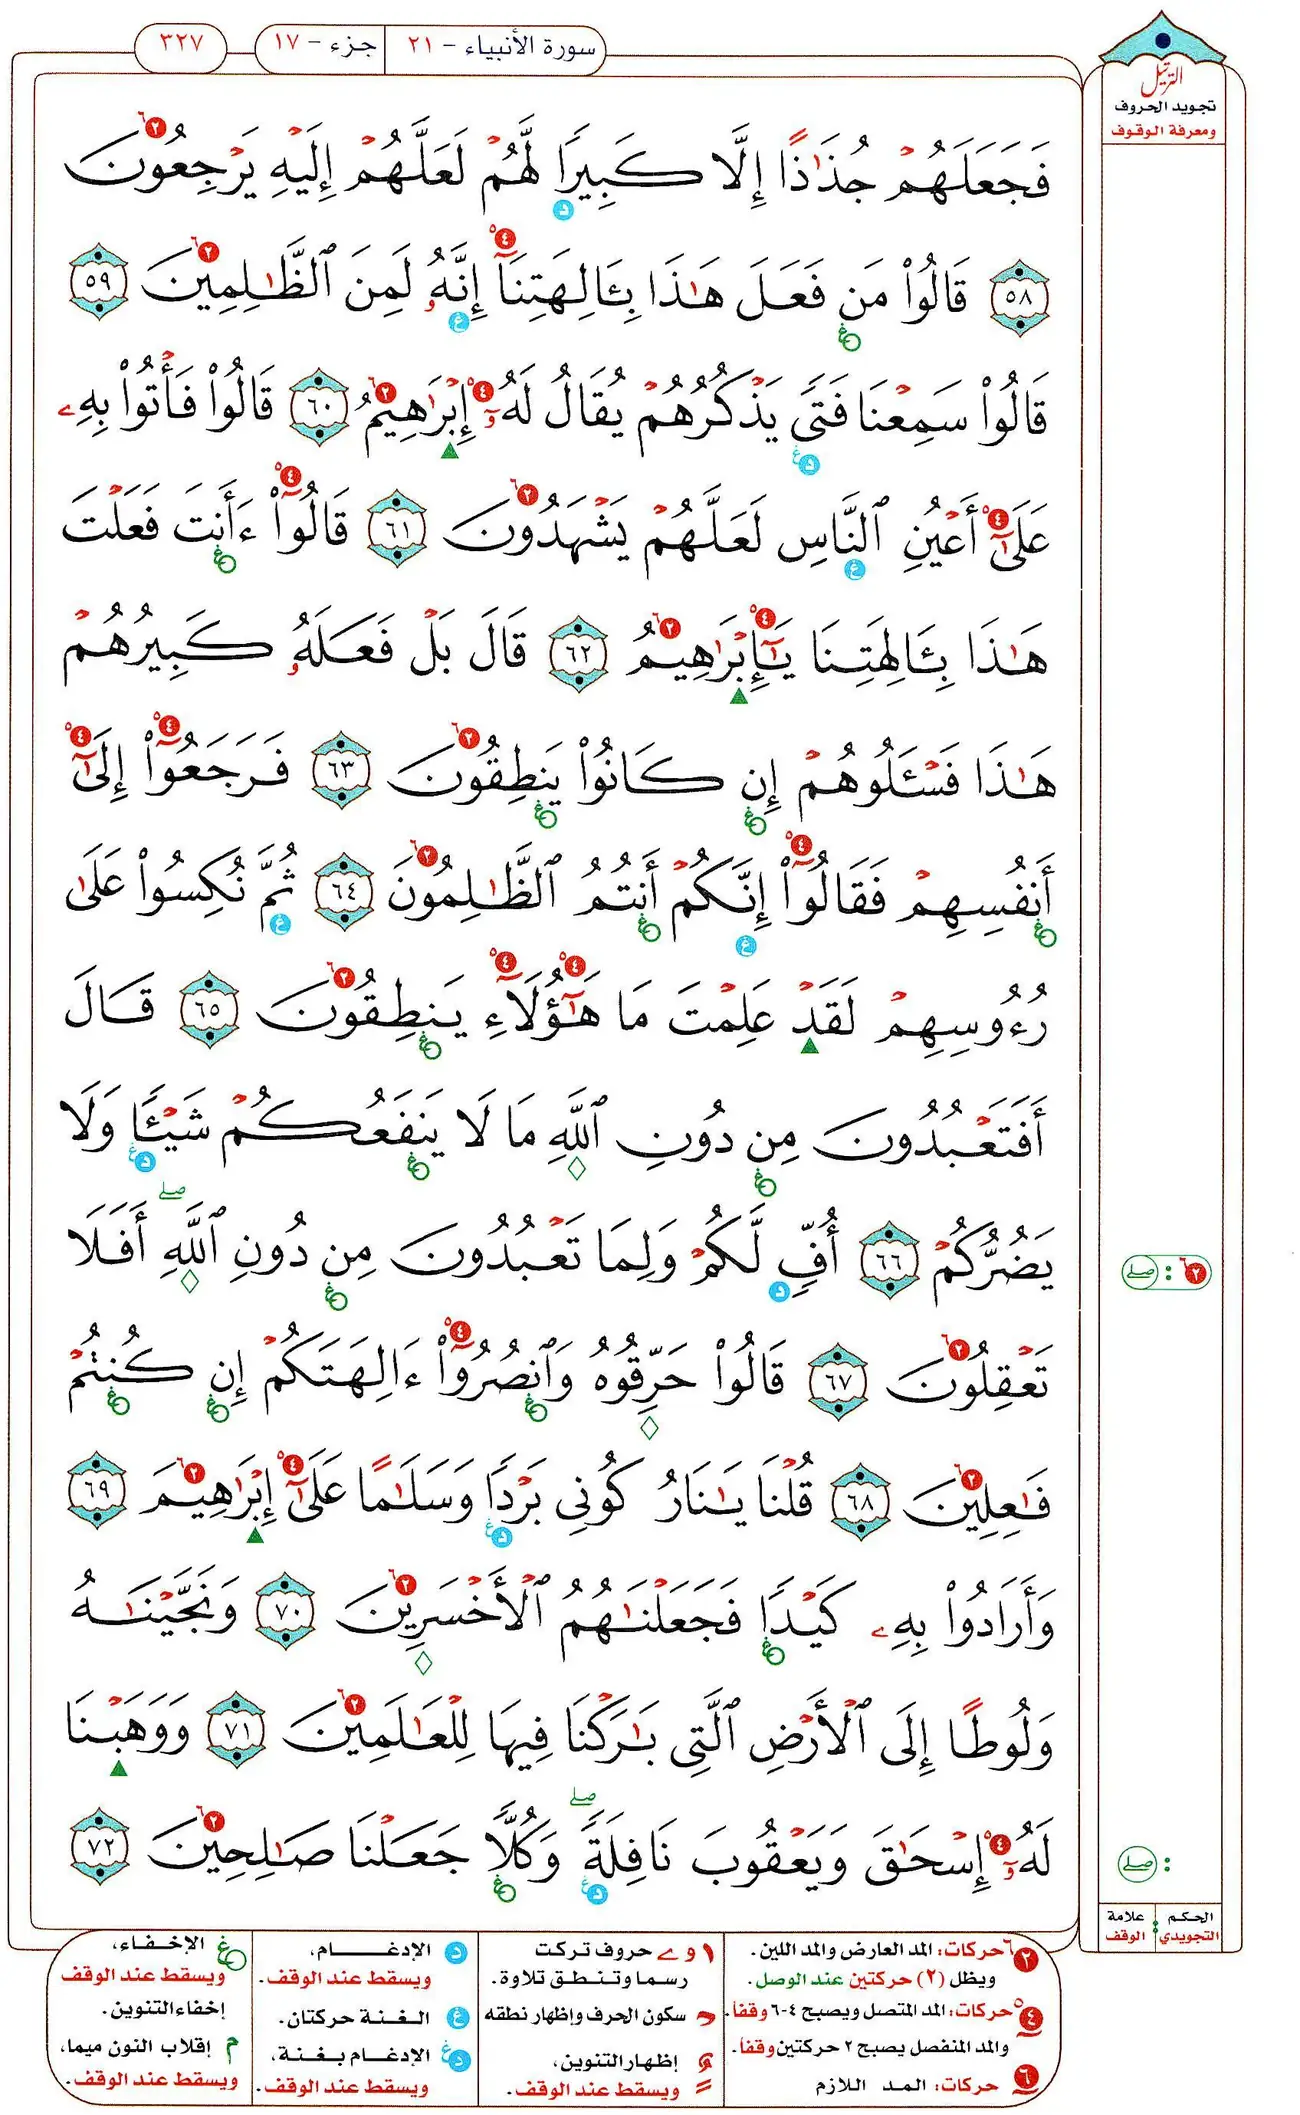 سورة الأنبياء - ٢١
جزء - ١٧
٣٢٧
الترتيل
تجويد الحروف
ومعرفة الوقوف
فَجَعَلَهُمْ جُذَٰذًا إِلَّا كَبِيرًا لَّهُمْ لَعَلَّهُمْ إِلَيْهِ يَرْجِعُونَ
٥٨ قَالُوا۟ مَن فَعَلَ هَٰذَا بِـَٔالِهَتِنَآ إِنَّهُۥ لَمِنَ ٱلظَّٰلِمِينَ ٥٩
قَالُوا۟ سَمِعْنَا فَتًى يَذْكُرُهُمْ يُقَالُ لَهُۥٓ إِبْرَٰهِيمُ ٦٠ قَالُوا۟ فَأْتُوا۟ بِهِۦ
عَلَىٰٓ أَعْيُنِ ٱلنَّاسِ لَعَلَّهُمْ يَشْهَدُونَ ٦١ قَالُوٓا۟ ءَأَنتَ فَعَلْتَ
هَٰذَا بِـَٔالِهَتِنَا يَٰٓإِبْرَٰهِيمُ ٦٢ قَالَ بَلْ فَعَلَهُۥ كَبِيرُهُمْ
هَٰذَا فَسْـَٔلُوهُمْ إِن كَانُوا۟ يَنطِقُونَ ٦٣ فَرَجَعُوٓا۟ إِلَىٰٓ
أَنفُسِهِمْ فَقَالُوٓا۟ إِنَّكُمْ أَنتُمُ ٱلظَّٰلِمُونَ ٦٤ ثُمَّ نُكِسُوا۟ عَلَىٰ
رُءُوسِهِمْ لَقَدْ عَلِمْتَ مَا هَٰٓؤُلَآءِ يَنطِقُونَ ٦٥ قَالَ
أَفَتَعْبُدُونَ مِن دُونِ ٱللَّهِ مَا لَا يَنفَعُكُمْ شَيْـًٔا وَلَا
يَضُرُّكُمْ ٦٦ أُفٍّ لَّكُمْ وَلِمَا تَعْبُدُونَ مِن دُونِ ٱللَّهِ ۖ أَفَلَا
٢ ٦ : صلى
تَعْقِلُونَ ٦٧ قَالُوا۟ حَرِّقُوهُ وَٱنصُرُوٓا۟ ءَالِهَتَكُمْ إِن كُنتُمْ
فَٰعِلِينَ ٦٨ قُلْنَا يَٰنَارُ كُونِى بَرْدًا وَسَلَٰمًا عَلَىٰٓ إِبْرَٰهِيمَ ٦٩
وَأَرَادُوا۟ بِهِۦ كَيْدًا فَجَعَلْنَٰهُمُ ٱلْأَخْسَرِينَ ٧٠ وَنَجَّيْنَٰهُ
وَلُوطًا إِلَى ٱلْأَرْضِ ٱلَّتِى بَٰرَكْنَا فِيهَا لِلْعَٰلَمِينَ ٧١ وَوَهَبْنَا
لَهُۥٓ إِسْحَٰقَ وَيَعْقُوبَ نَافِلَةً ۖ وَكُلًّا جَعَلْنَا صَٰلِحِينَ ٧٢
: صلى
الحكم التجويدي : علامة الوقف
٢ ٦ حركات: المد العارض والمد اللين.
ويظل (٢) حركتين عند الوصل.
٤ ٥ حركات: المد المتصل ويصبح ٤-٦ وقفاً.
والمد المنفصل يصبح ٢ حركتين وقفاً.
٦ حركات: المد اللازم
ا و ے حروف تركت
رسما وتنطق تلاوة.
سكون الحرف وإظهار نطقه
إظهار التنوين،
ويسقط عند الوقف.
د الإدغام،
ويسقط عند الوقف.
غ الغنة حركتان.
دغ الإدغام بغنة،
ويسقط عند الوقف.
غ الإخفاء،
ويسقط عند الوقف
إخفاء التنوين.
م إقلاب النون ميما،
ويسقط عند الوقف.